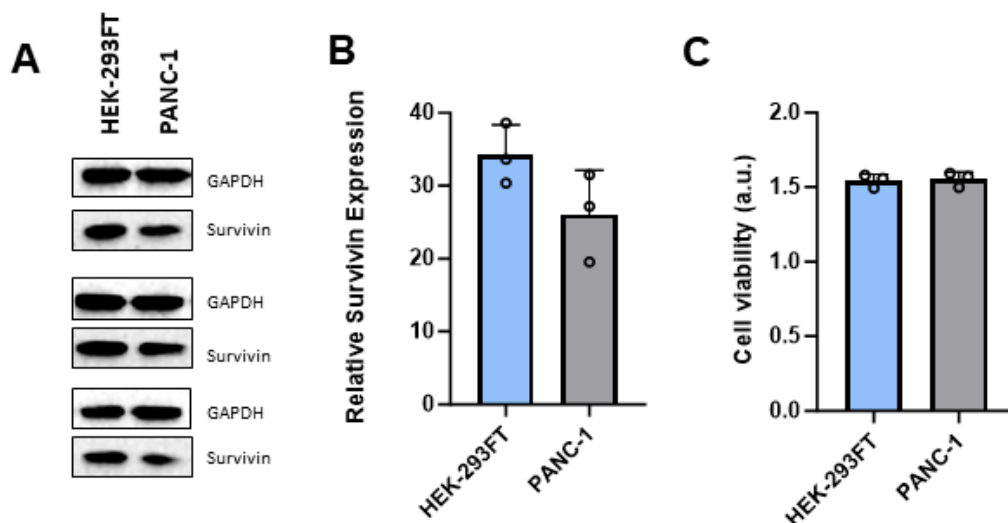 A
HEK-293FT
PANC-1
GAPDH
Survivin
GAPDH
Survivin
GAPDH
Survivin
B
Relative Survivin Expression
40
30
20
10
0
HEK-293FT
PANC-1
C
Cell viability (a.u.)
2.0
1.5
1.0
0.5
0.0
HEK-293FT
PANC-1